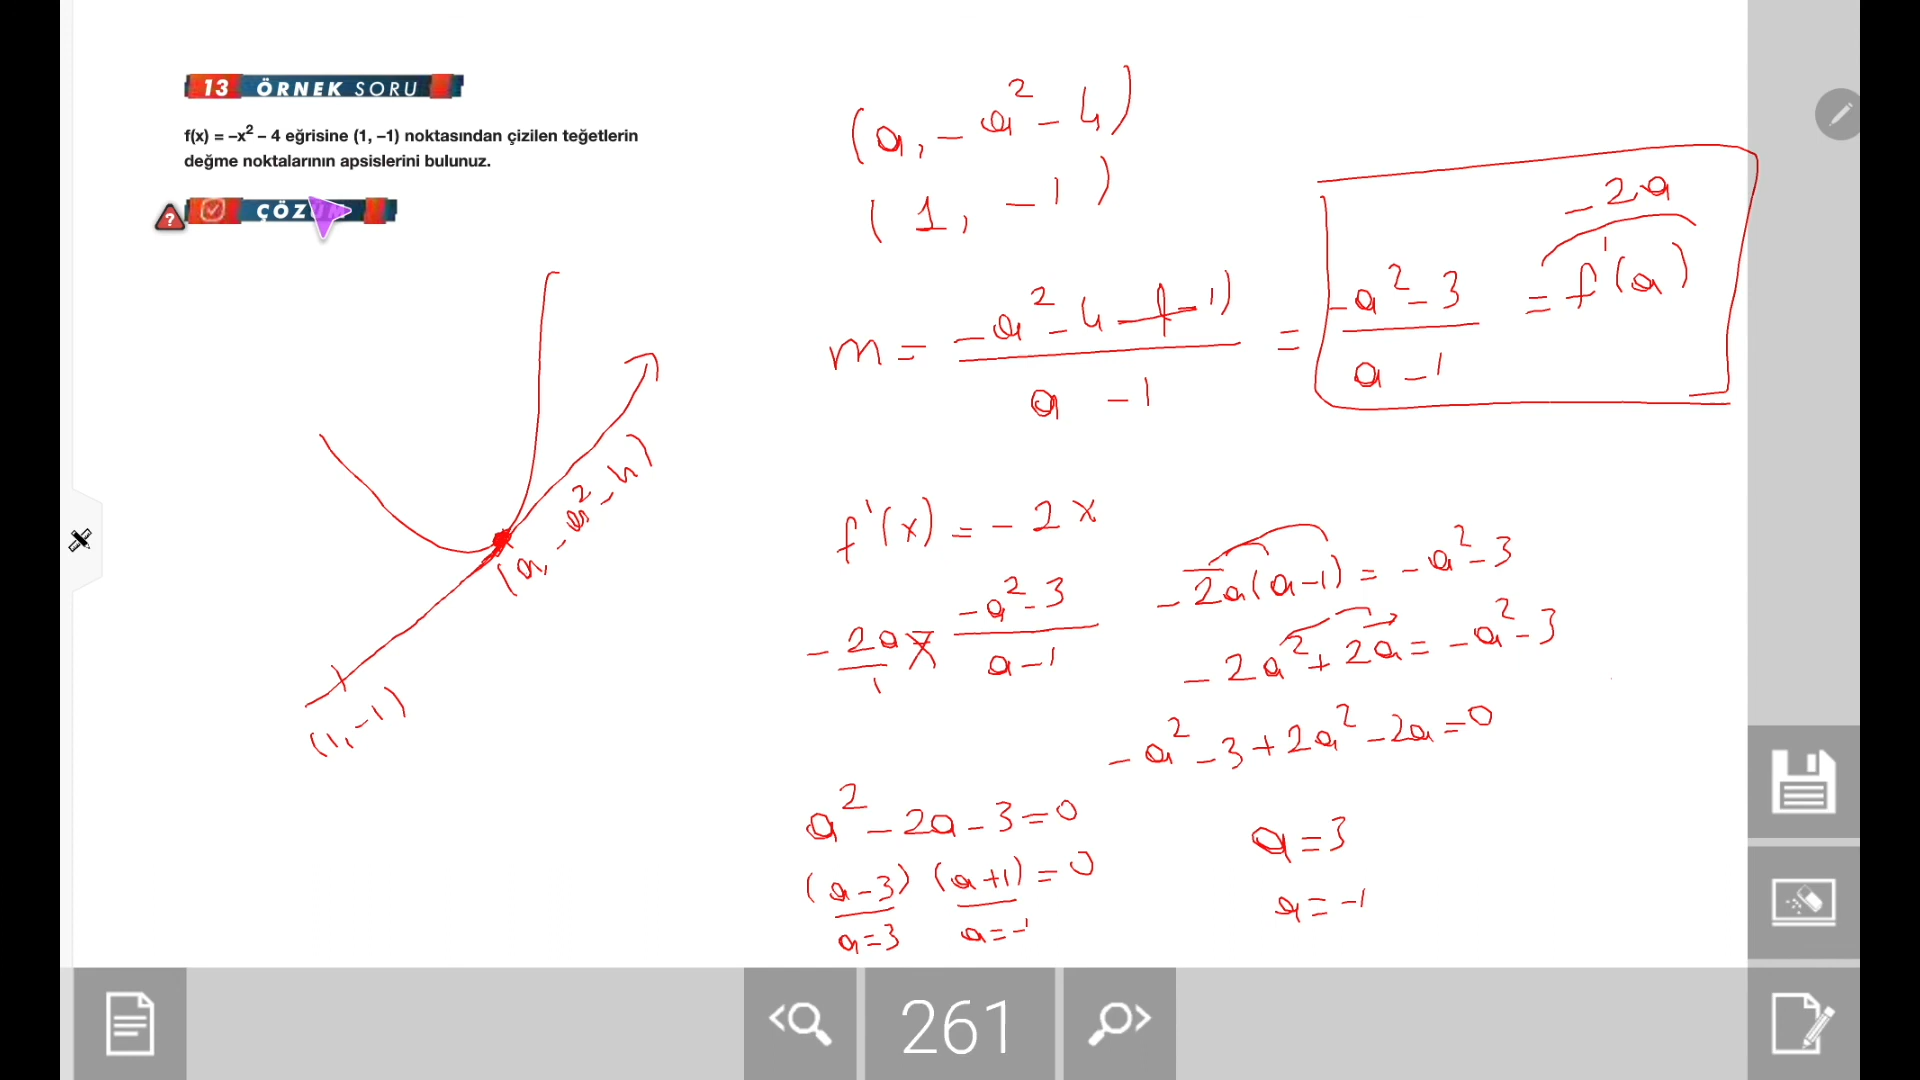 13 ÖRNEK SORU
f(x) = –x² – 4 eğrisine (1, –1) noktasından çizilen teğetlerin
değme noktalarının apsislerini bulunuz.
(a, -a² - 4)
(1, -1)
m = (-a² - 4 - (-1)) / (a - 1) = (-a² - 3) / (a - 1) = f'(a)
-2a
(a, -a² - 4)
(1, -1)
f'(x) = -2x
-2a/1 (-a² - 3)/(a - 1)
-2a(a-1) = -a² - 3
-2a² + 2a = -a² - 3
-a² - 3 + 2a² - 2a = 0
a² - 2a - 3 = 0
(a-3) (a+1) = 0
a = 3 a = -1
a = 3
a = -1
261